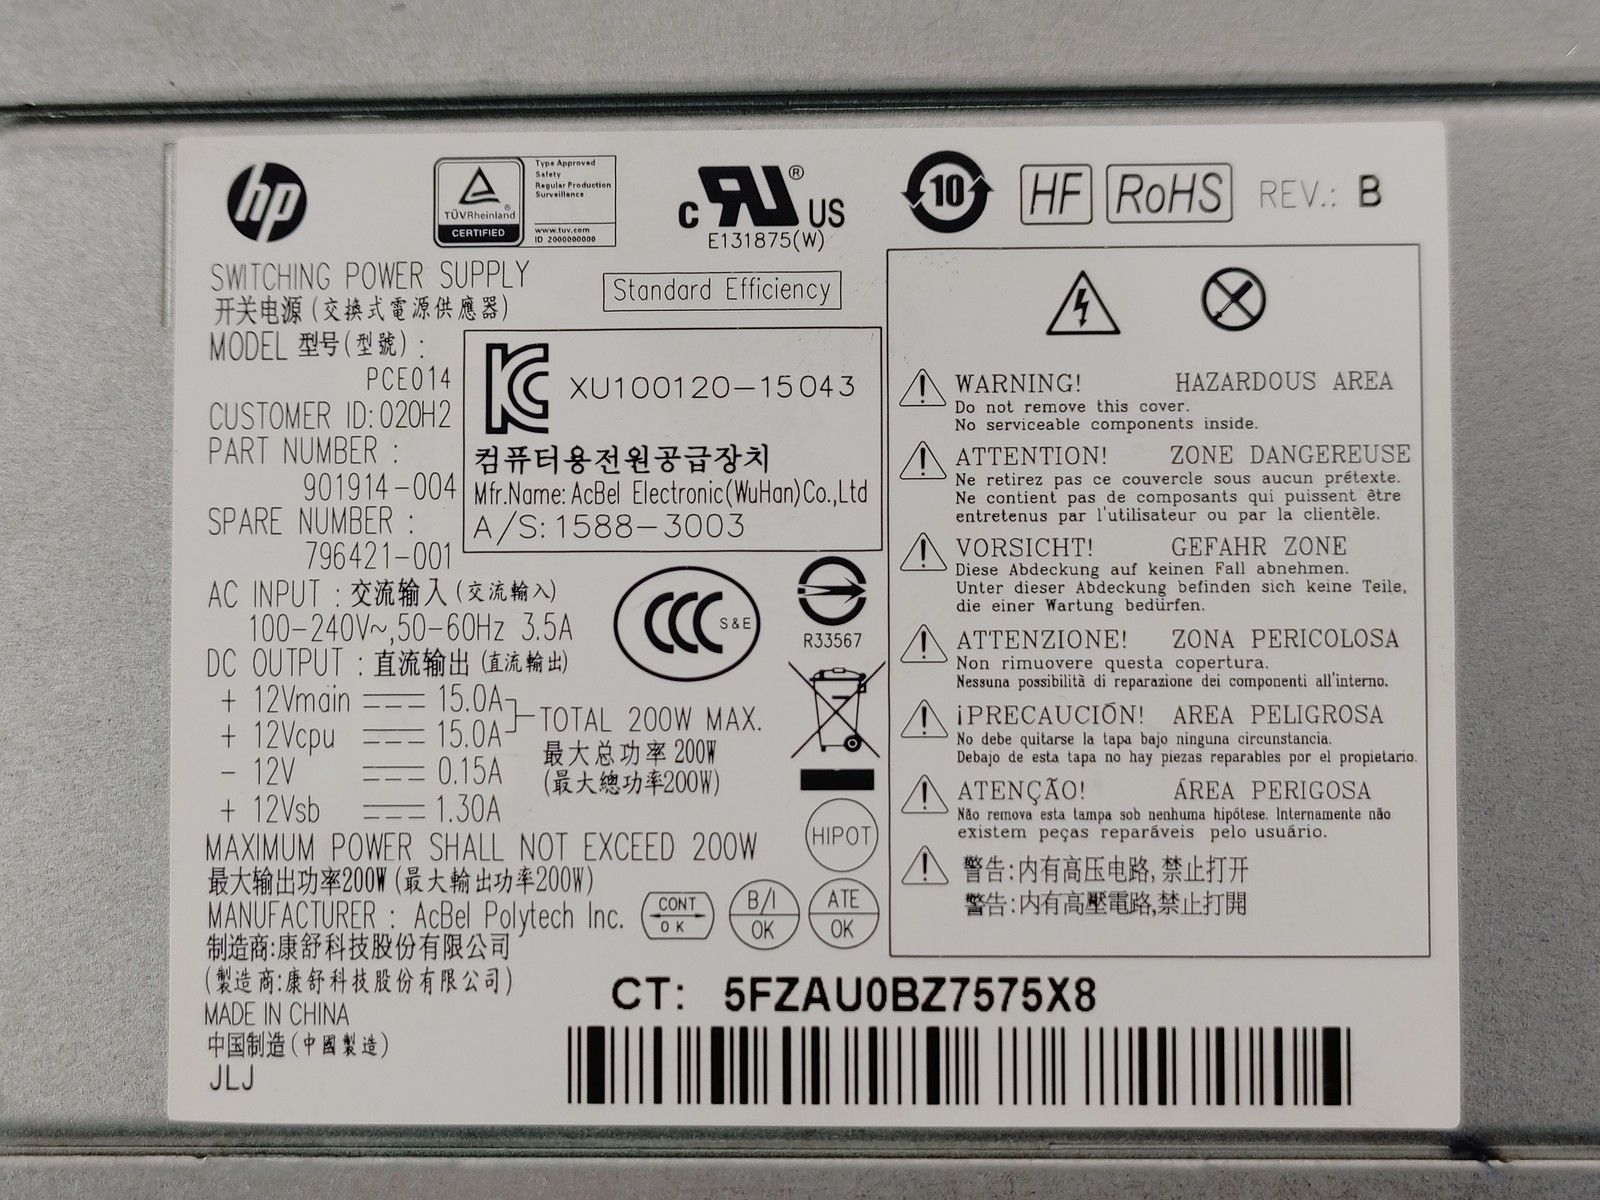 hp
TÜVRheinland®
CERTIFIED
Type Approved
Safety
Regular Production
Surveillance
www.tuv.com
ID 2000000000
c RU® US
E131875(W)
10
HF
RoHS
REV.: B
SWITCHING POWER SUPPLY
Standard Efficiency
开关电源(交换式電源供應器)
MODEL 型号(型號) :
PCE014
CUSTOMER ID: 020H2
PART NUMBER :
901914-004
SPARE NUMBER :
796421-001
XU100120-15043
컴퓨터용전원공급장치
Mfr.Name: AcBel Electronic(WuHan)Co.,Ltd
A/S: 1588-3003
AC INPUT : 交流输入(交流輸入)
100-240V~,50-60Hz 3.5A
DC OUTPUT : 直流输出(直流輸出)
+ 12Vmain 15.0A
+ 12Vcpu 15.0A
- 12V 0.15A
+ 12Vsb 1.30A
TOTAL 200W MAX.
最大总功率 200W
(最大總功率200W)
CCC S&E
R33567
HIPOT
MAXIMUM POWER SHALL NOT EXCEED 200W
最大输出功率200W (最大輸出功率200W)
MANUFACTURER : AcBel Polytech Inc.
CONT
OK
B/I
OK
ATE
OK
制造商:康舒科技股份有限公司
(製造商:康舒科技股份有限公司)
MADE IN CHINA
中国制造(中國製造)
JLJ
WARNING! HAZARDOUS AREA
Do not remove this cover.
No serviceable components inside.
ATTENTION! ZONE DANGEREUSE
Ne retirez pas ce couvercle sous aucun prétexte.
Ne contient pas de composants qui puissent être
entretenus par l'utilisateur ou par la clientèle.
VORSICHT! GEFAHR ZONE
Diese Abdeckung auf keinen Fall abnehmen.
Unter dieser Abdeckung befinden sich keine Teile,
die einer Wartung bedürfen.
ATTENZIONE! ZONA PERICOLOSA
Non rimuovere questa copertura.
Nessuna possibilità di reparazione dei componenti all'interno.
¡PRECAUCIÓN! AREA PELIGROSA
No debe quitarse la tapa bajo ninguna circunstancia.
Debajo de esta tapa no hay piezas reparables por el propietario.
ATENÇÃO! ÁREA PERIGOSA
Não remova esta tampa sob nenhuma hipótese. Internamente não
existem peças reparáveis pelo usuário.
警告:内有高压电路,禁止打开
警告:内有高壓電路,禁止打開
CT: 5FZAU0BZ7575X8